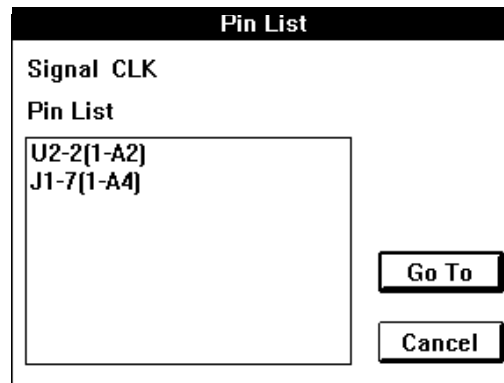 Pin List
Signal CLK
Pin List
U2-2(1-A2)
J1-7(1-A4)
Go To
Cancel